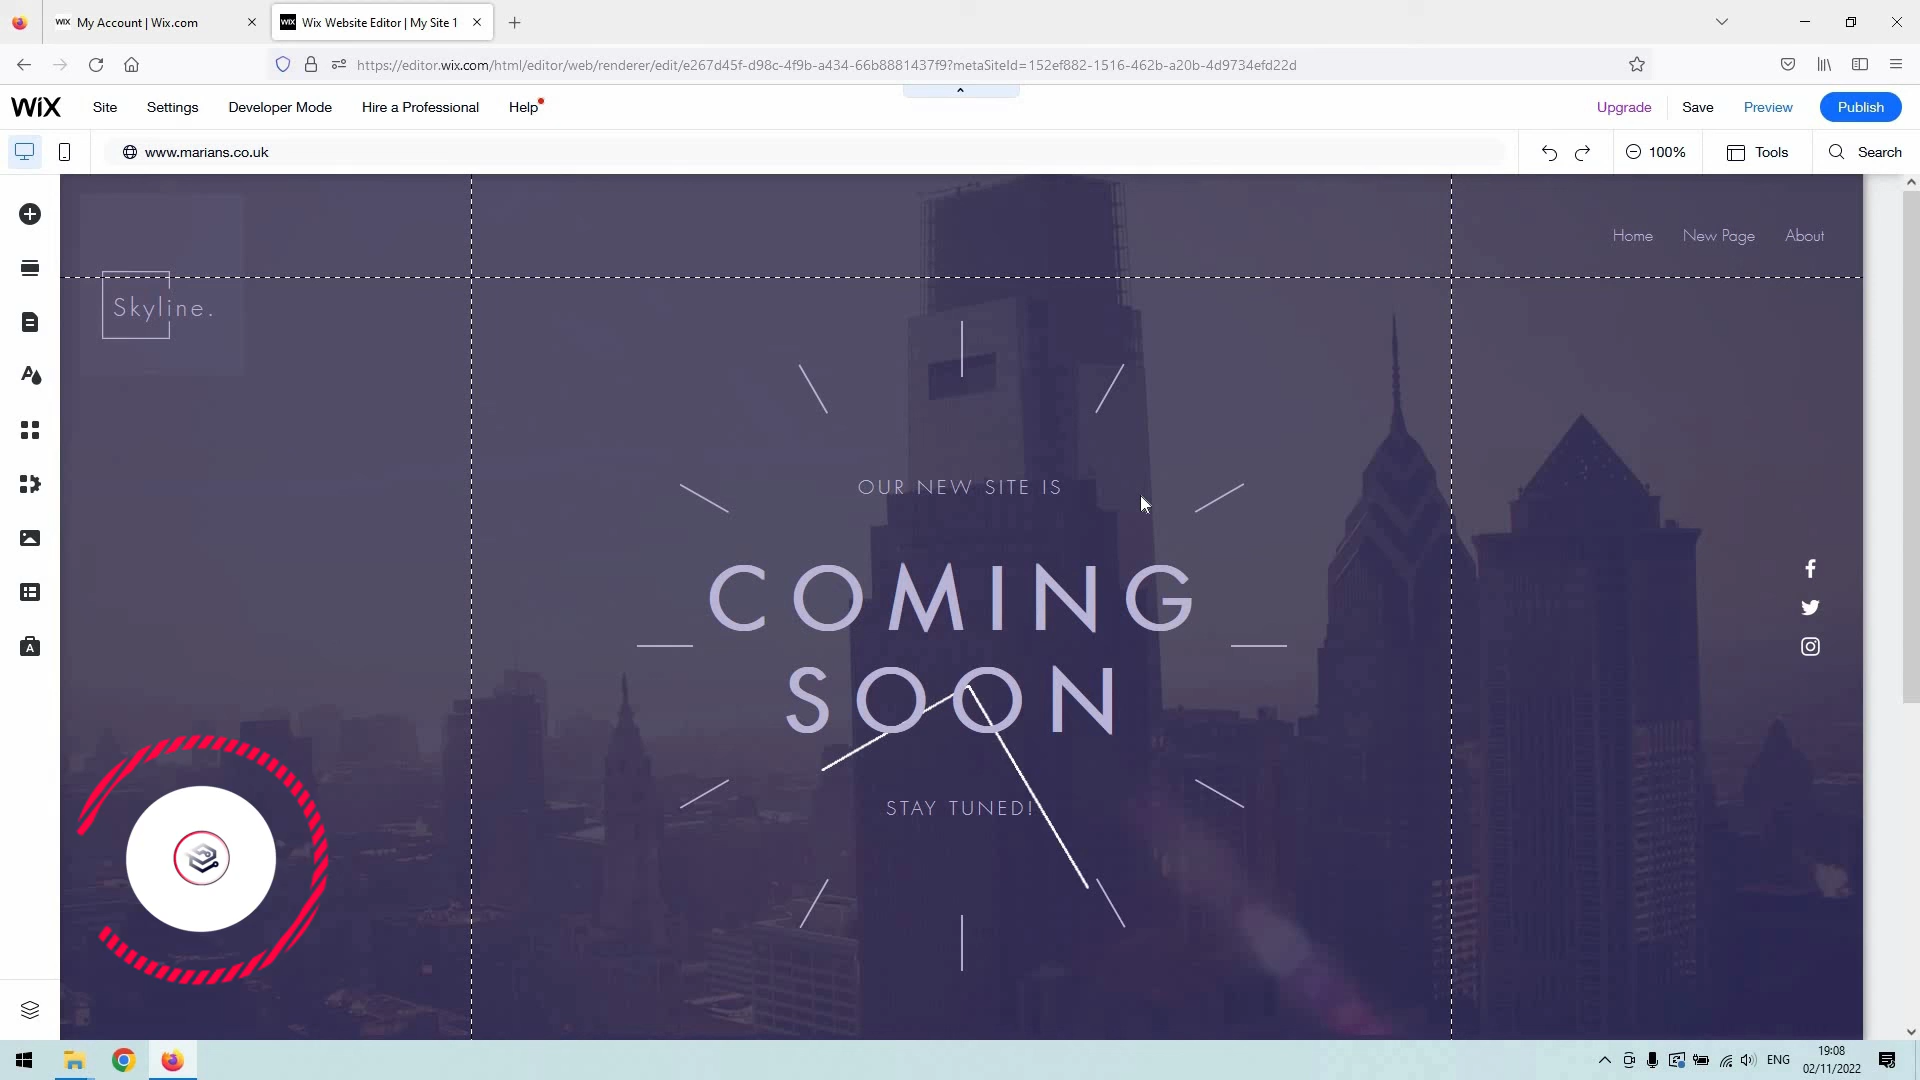 WiX My Account | Wix.com
WiX Wix Website Editor | My Site 1
https://editor.wix.com/html/editor/web/renderer/edit/e267d45f-d98c-4f9b-a434-66b8881437f9?metaSiteId=152ef882-1516-462b-a20b-4d9734efd22d
WiX Site Settings Developer Mode Hire a Professional Help Upgrade Save Preview Publish
www.marians.co.uk 100% Tools Search
Home New Page About
Skyline.
OUR NEW SITE IS
COMING
SOON
STAY TUNED!
A
A
ENG
19:08
02/11/2022